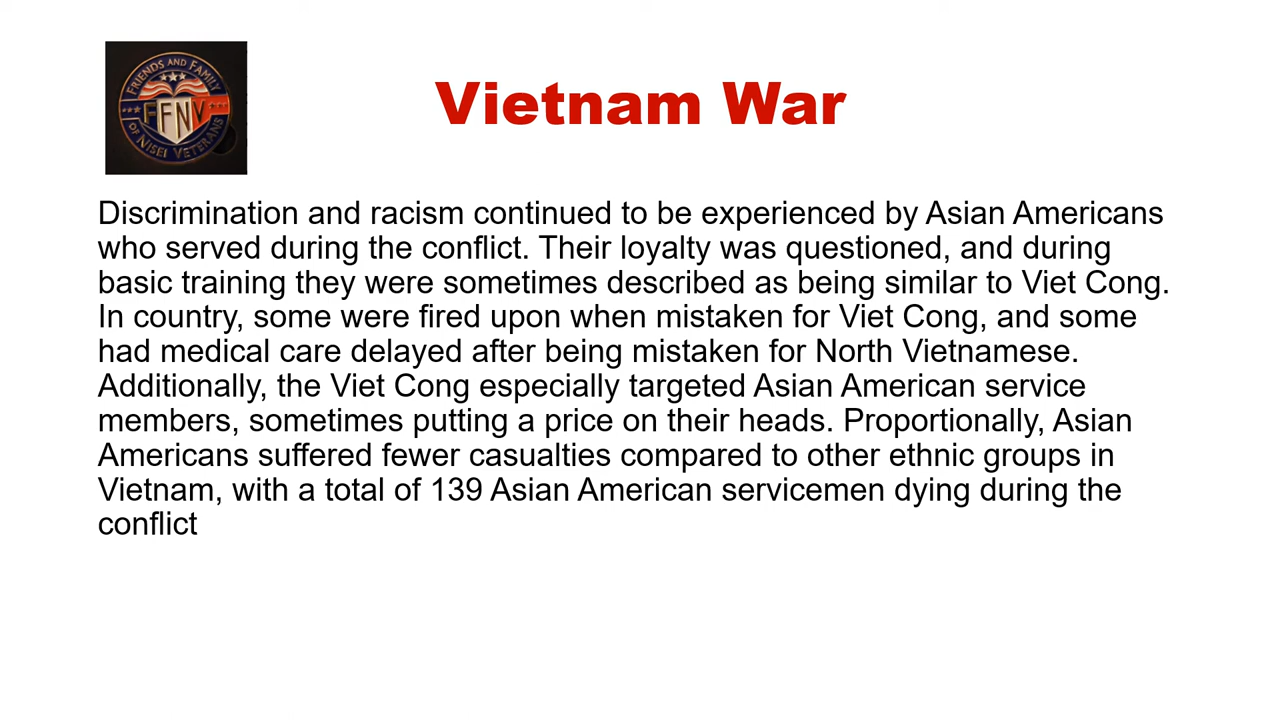 FRIENDS AND FAMILY
FFNV
OF NISEI VETERANS
Vietnam War
Discrimination and racism continued to be experienced by Asian Americans
who served during the conflict. Their loyalty was questioned, and during
basic training they were sometimes described as being similar to Viet Cong.
In country, some were fired upon when mistaken for Viet Cong, and some
had medical care delayed after being mistaken for North Vietnamese.
Additionally, the Viet Cong especially targeted Asian American service
members, sometimes putting a price on their heads. Proportionally, Asian
Americans suffered fewer casualties compared to other ethnic groups in
Vietnam, with a total of 139 Asian American servicemen dying during the
conflict